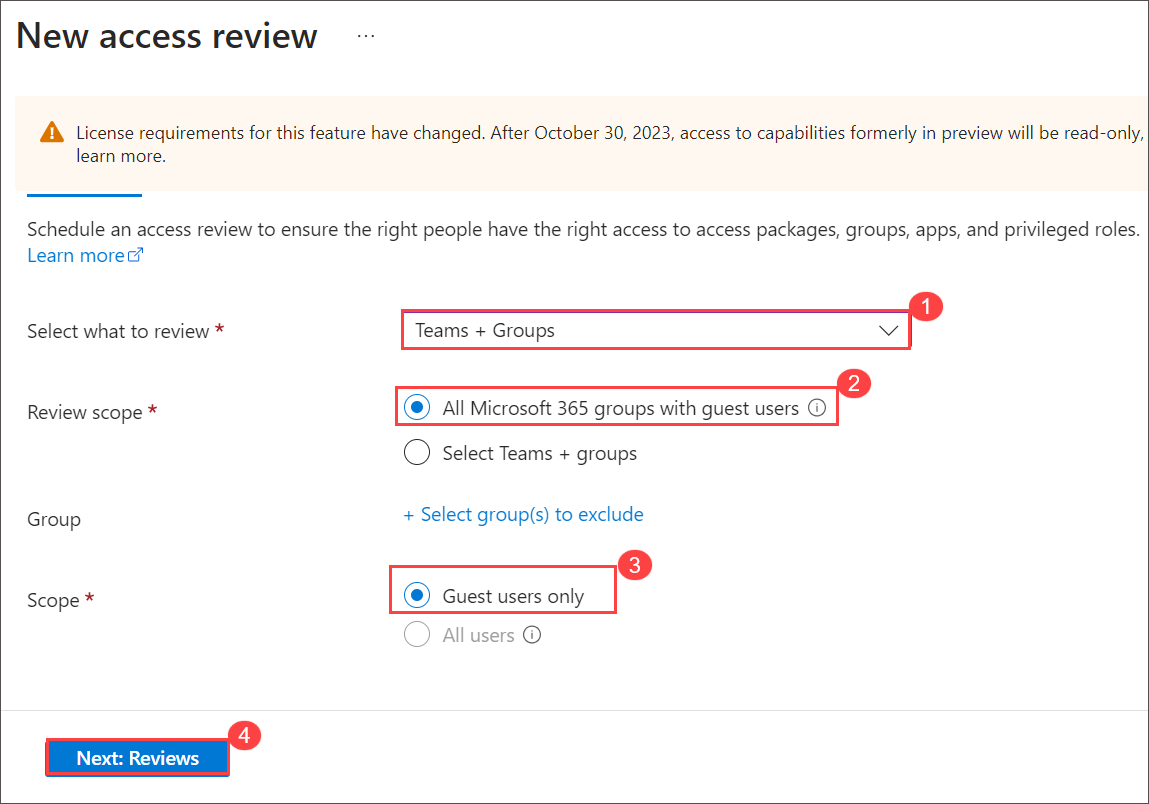 New access review ...
License requirements for this feature have changed. After October 30, 2023, access to capabilities formerly in preview will be read-only,
learn more.
Schedule an access review to ensure the right people have the right access to access packages, groups, apps, and privileged roles.
Learn more
1
Select what to review *
Teams + Groups
2
Review scope *
All Microsoft 365 groups with guest users
Select Teams + groups
Group
+ Select group(s) to exclude
3
Scope *
Guest users only
All users
4
Next: Reviews